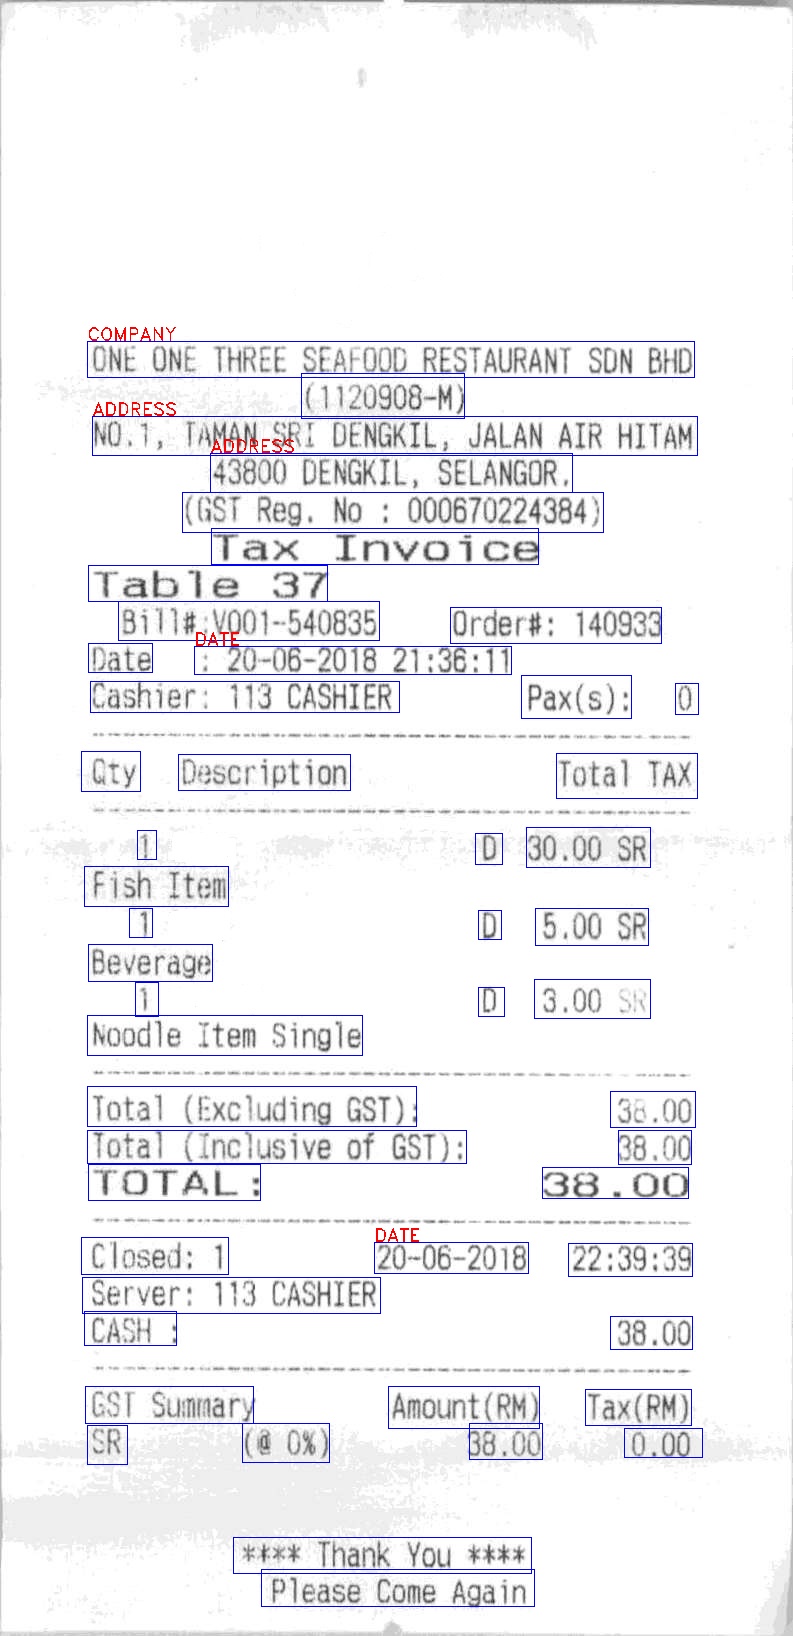 COMPANY
ONE ONE THREE SEAFOOD RESTAURANT SDN BHD
(1120908-M)
ADDRESS
NO.1, TAMAN SRI DENGKIL, JALAN AIR HITAM
ADDRESS
43800 DENGKIL, SELANGOR.
(GST Reg. No : 000670224384)
Tax Invoice
Table 37
Bill#:V001-540835 Order#: 140933
DATE
Date : 20-06-2018 21:36:11
Cashier: 113 CASHIER Pax(s): 0
Qty Description Total TAX
1 D 30.00 SR
Fish Item
1 D 5.00 SR
Beverage
1 D 3.00 SR
Noodle Item Single
Total (Excluding GST): 38.00
Total (Inclusive of GST): 38.00
TOTAL: 38.00
DATE
Closed: 1 20-06-2018 22:39:39
Server: 113 CASHIER
CASH : 38.00
GST Summary Amount(RM) Tax(RM)
SR (@ 0%) 38.00 0.00
**** Thank You ****
Please Come Again